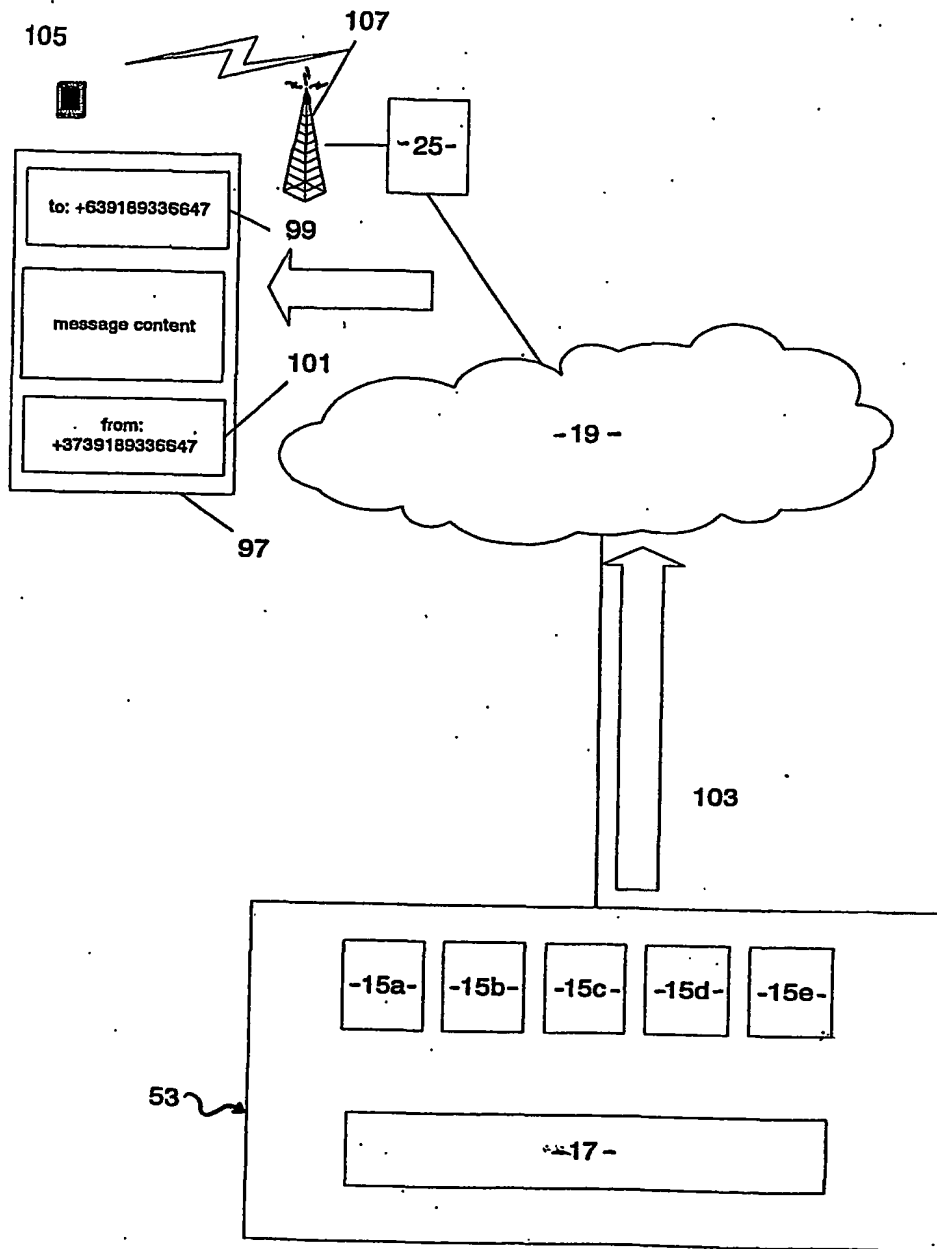 105
107
-25-
to: +639189336647
99
message content
101
from:
+3739189336647
-19-
97
103
-15a-
-15b-
-15c-
-15d-
-15e-
53
-17-